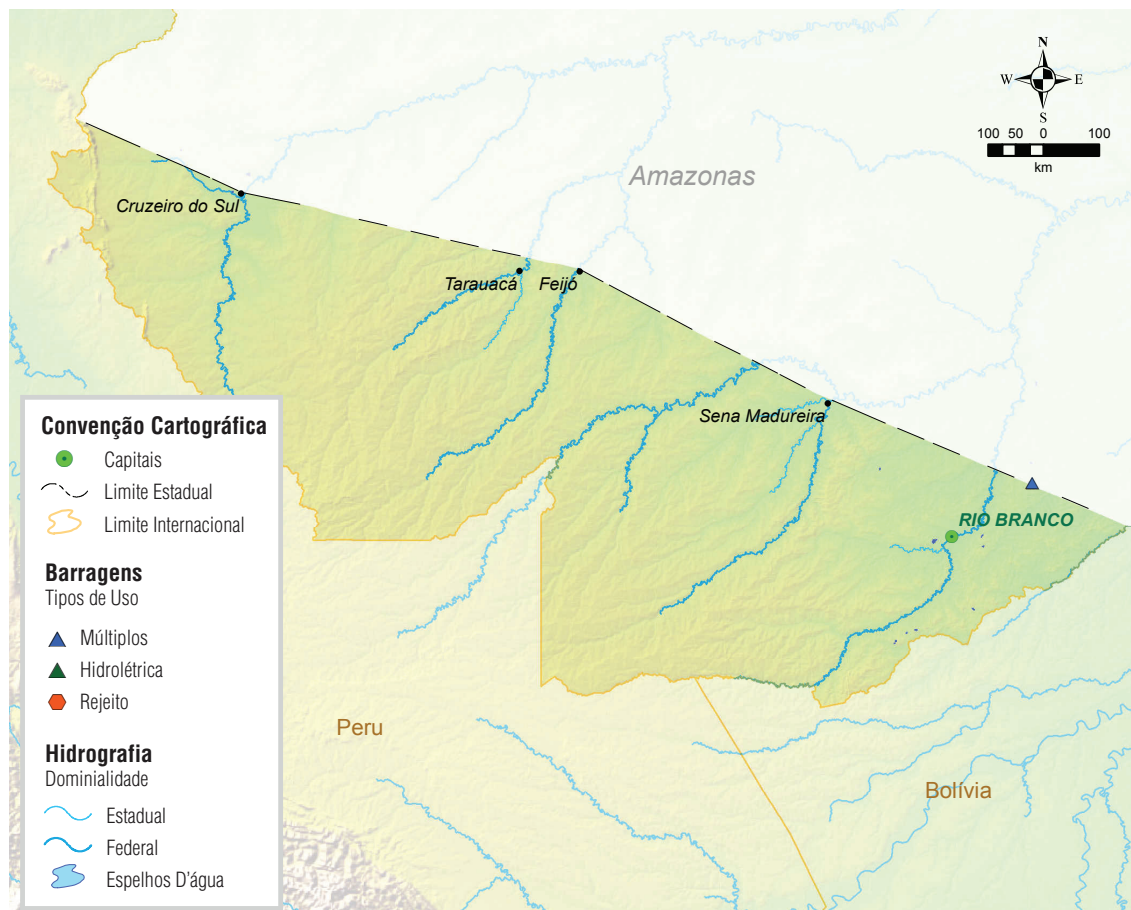 N
W E
S
100 50 0 100
km
Amazonas
Cruzeiro do Sul
Tarauacá
Feijó
Sena Madureira
RIO BRANCO
Peru
Bolívia
Convenção Cartográfica
Capitais
Limite Estadual
Limite Internacional
Barragens
Tipos de Uso
Múltiplos
Hidrolétrica
Rejeito
Hidrografia
Dominialidade
Estadual
Federal
Espelhos D'água